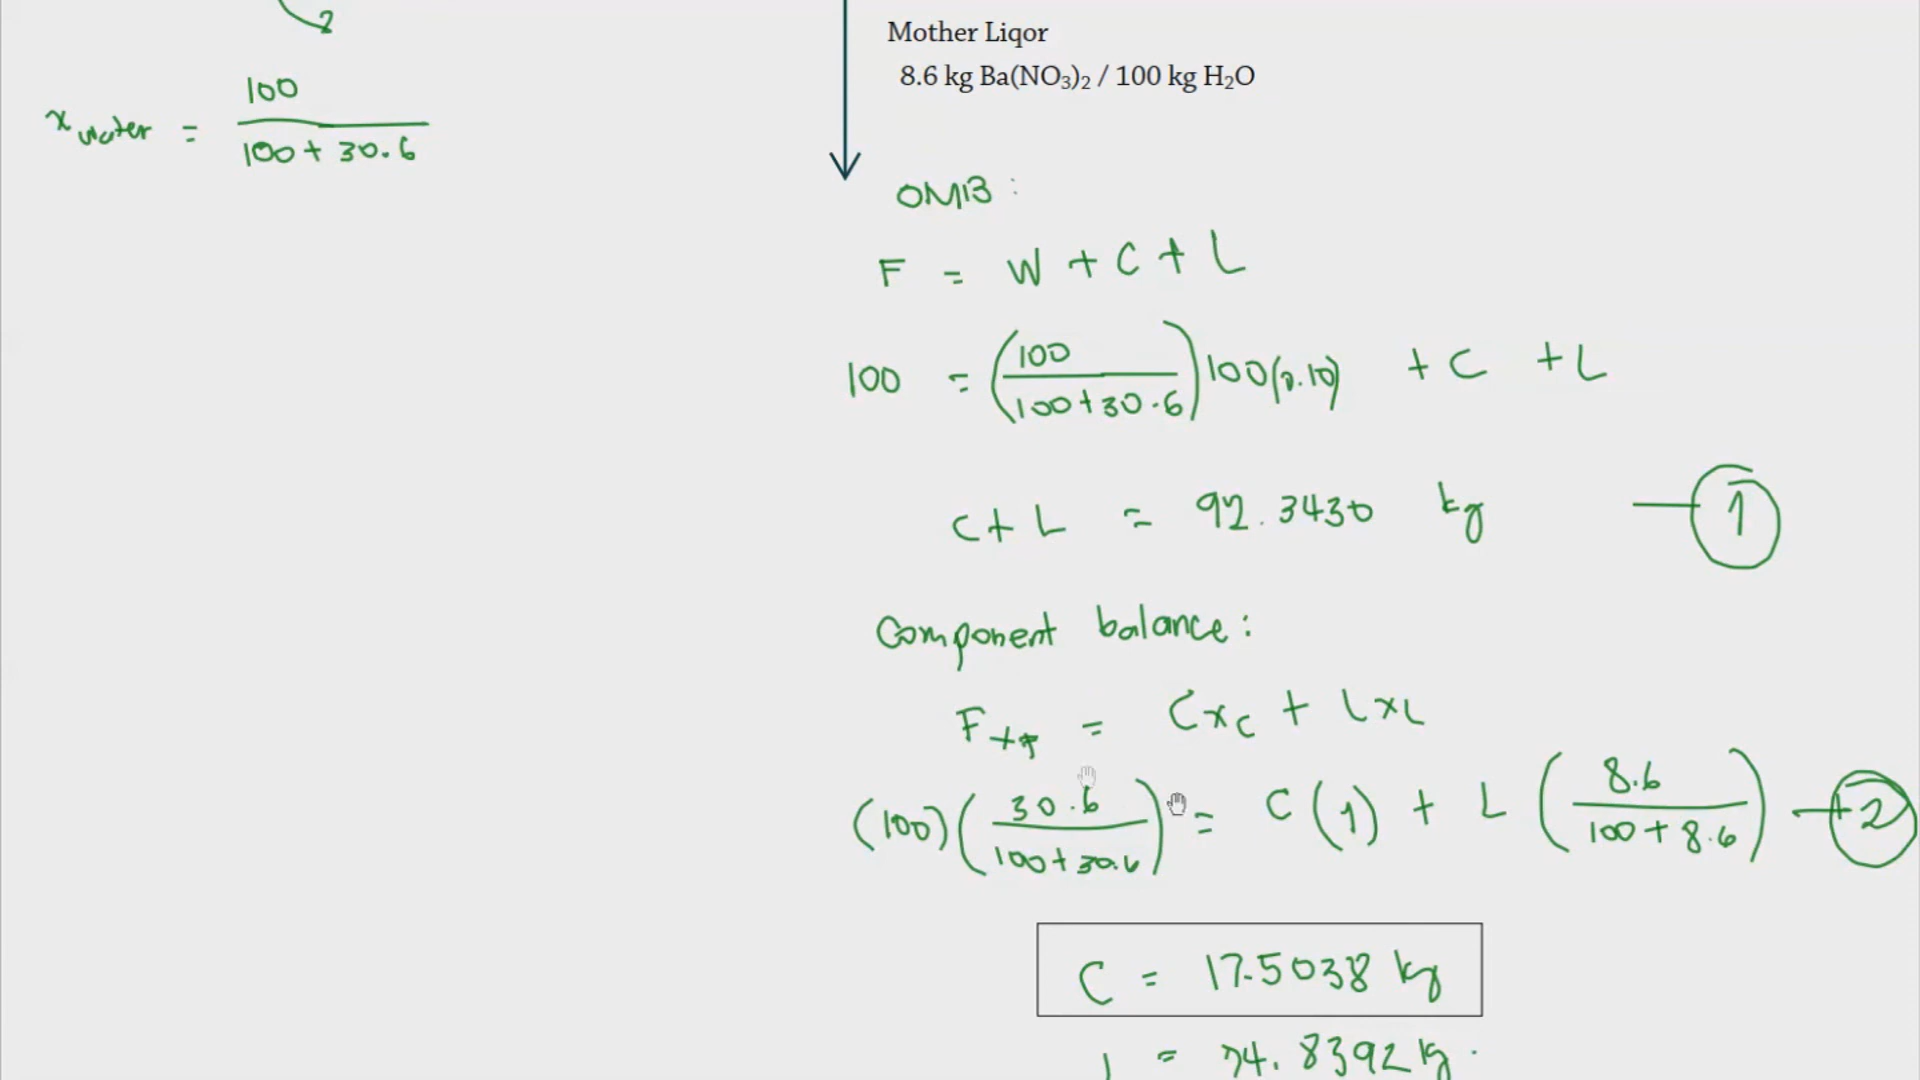 2
Mother Liqor
8.6 kg Ba(NO₃)₂ / 100 kg H₂O
x water = 100 / (100 + 30.6)
OMB :
F = W + C + L
100 = (100 / (100 + 30.6)) 100(0.10) + C + L
C + L = 92.3430 kg — 1
Component balance:
F x_F = C x_C + L x_L
(100) (30.6 / (100 + 30.6)) = C (1) + L (8.6 / (100 + 8.6)) — 2
C = 17.5038 kg
L = 74.8392 kg.